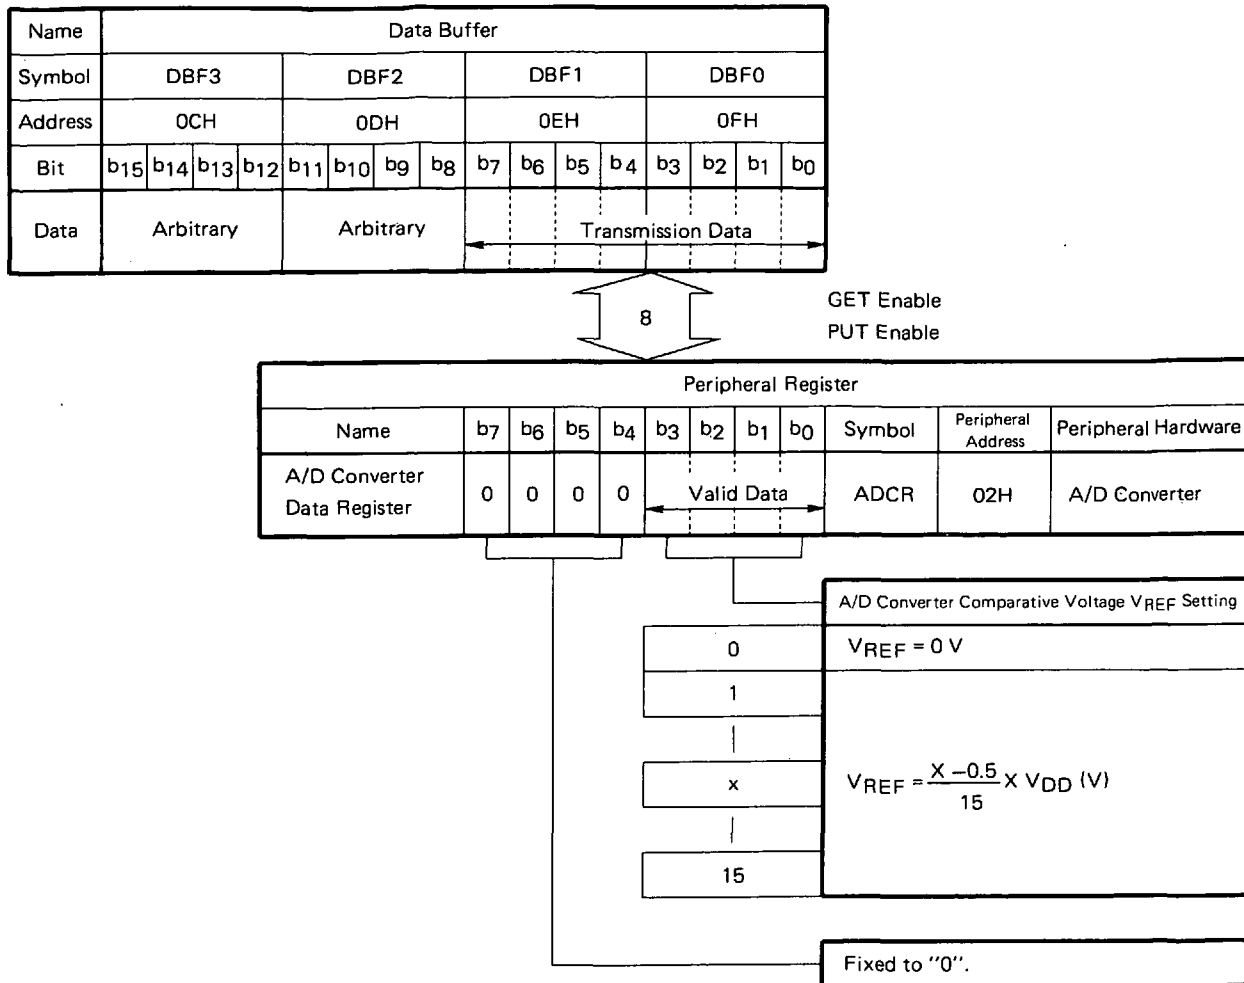 Name Data Buffer
Symbol DBF3 DBF2 DBF1 DBF0
Address 0CH 0DH 0EH 0FH
Bit b15 b14 b13 b12 b11 b10 b9 b8 b7 b6 b5 b4 b3 b2 b1 b0
Data Arbitrary Arbitrary Transmission Data
8
GET Enable
PUT Enable
Peripheral Register
Name b7 b6 b5 b4 b3 b2 b1 b0 Symbol Peripheral Address Peripheral Hardware
A/D Converter
Data Register
0 0 0 0 Valid Data ADCR 02H A/D Converter
A/D Converter Comparative Voltage VREF Setting
0 VREF = 0 V
1
x VREF = X −0.5 / 15 X VDD (V)
15
Fixed to "0".